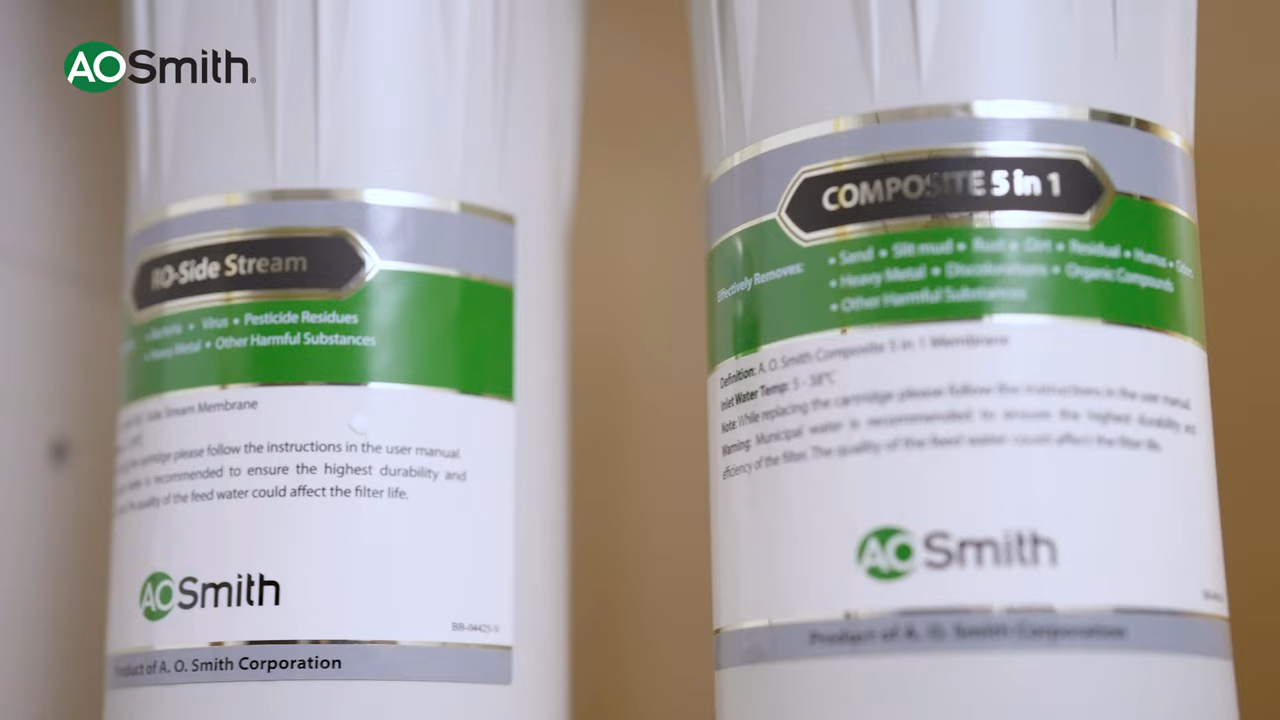 AOSmith®
RO-Side Stream
• Bacteria • Virus • Pesticide Residues
Heavy Metal • Other Harmful Substances
Side Stream Membrane
cartridge please follow the instructions in the user manual.
is recommended to ensure the highest durability and
quality of the feed water could affect the filter life.
AOSmith
BB-04425-V
Product of A. O. Smith Corporation
COMPOSITE 5 in 1
Effectively Removes:
• Sand • Silt mud • Rust • Dirt • Residual • Humus • Odors
• Heavy Metal • Discolorations • Organic Compounds
• Other Harmful Substances
Definition: A. O. Smith Composite 5 in 1 Membrane
Inlet Water Temp: 5 - 38°C
Note: While replacing the cartridge please follow the instructions in the user manual.
Warning: Municipal water is recommended to ensure the highest durability and
efficiency of the filter. The quality of the feed water could affect the filter life.
AOSmith
Product of A. O. Smith Corporation